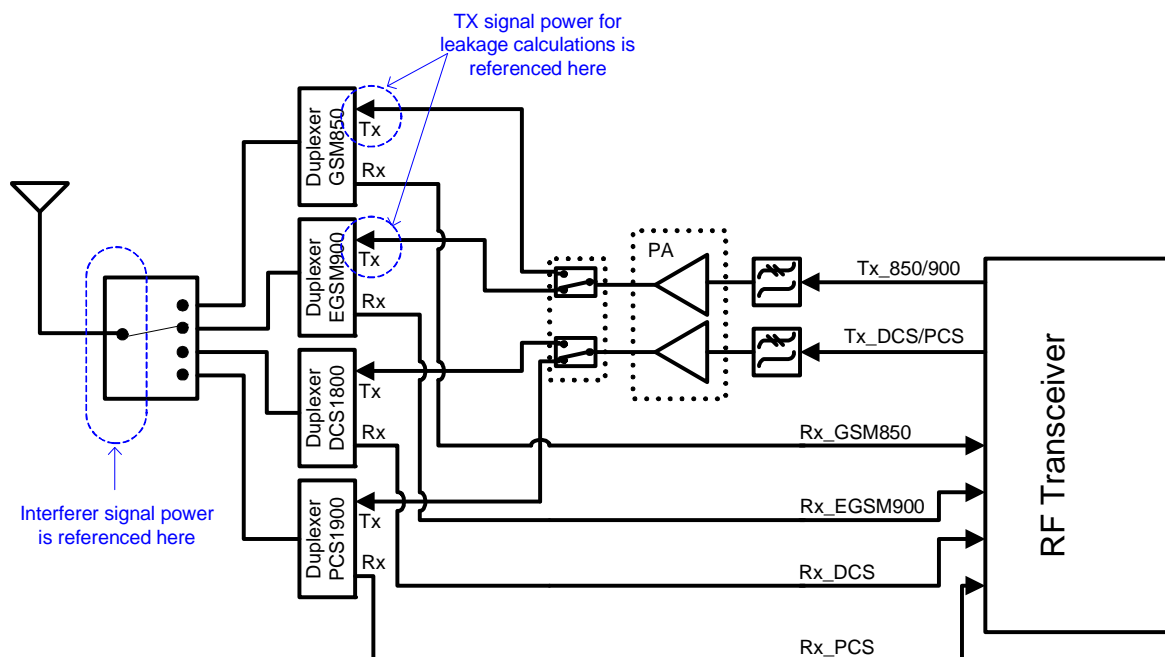 TX signal power for
leakage calculations is
referenced here
Duplexer
GSM850
Tx
Rx
Duplexer
EGSM900
Tx
Rx
PA
Tx_850/900
Tx_DCS/PCS
Duplexer
DCS1800
Tx
Rx
Duplexer
PCS1900
Tx
Rx
Rx_GSM850
Rx_EGSM900
Rx_DCS
Rx_PCS
RF Transceiver
Interferer signal power
is referenced here